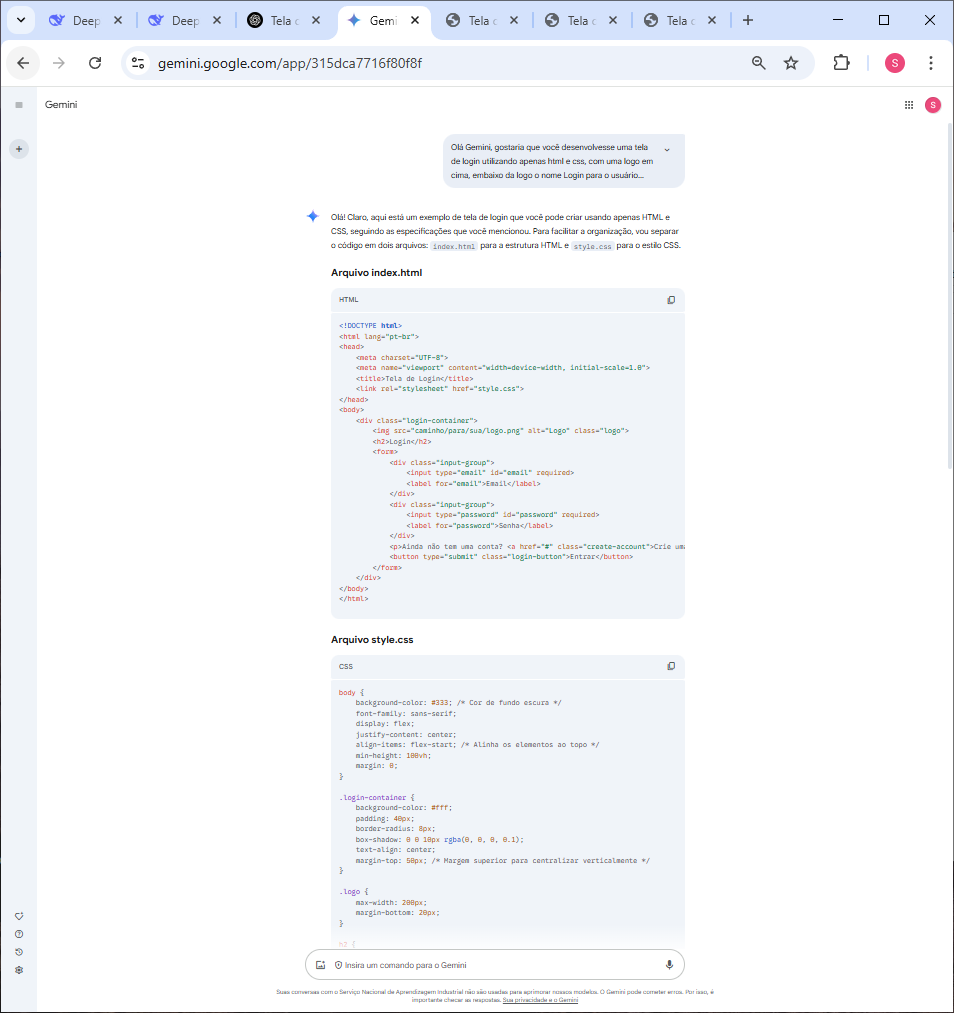 Deep
Deep
Tela c
Gemi
Tela c
Tela c
Tela c
gemini.google.com/app/315dca7716f80f8f
S
Gemini
S
Olá Gemini, gostaria que você desenvolvesse uma tela
de login utilizando apenas html e css, com uma logo em
cima, embaixo da logo o nome Login para o usuário...
Olá! Claro, aqui está um exemplo de tela de login que você pode criar usando apenas HTML e
CSS, seguindo as especificações que você mencionou. Para facilitar a organização, vou separar
o código em dois arquivos: index.html para a estrutura HTML e style.css para o estilo CSS.
Arquivo index.html
HTML
<!DOCTYPE html>
<html lang="pt-br">
<head>
    <meta charset="UTF-8">
    <meta name="viewport" content="width=device-width, initial-scale=1.0">
    <title>Tela de Login</title>
    <link rel="stylesheet" href="style.css">
</head>
<body>
    <div class="login-container">
        <img src="caminho/para/sua/logo.png" alt="Logo" class="logo">
        <h2>Login</h2>
        <form>
            <div class="input-group">
                <input type="email" id="email" required>
                <label for="email">Email</label>
            </div>
            <div class="input-group">
                <input type="password" id="password" required>
                <label for="password">Senha</label>
            </div>
            <p>Ainda não tem uma conta? <a href="#" class="create-account">Crie uma
            <button type="submit" class="login-button">Entrar</button>
        </form>
    </div>
</body>
</html>
Arquivo style.css
CSS
body {
    background-color: #333; /* Cor de fundo escura */
    font-family: sans-serif;
    display: flex;
    justify-content: center;
    align-items: flex-start; /* Alinha os elementos ao topo */
    min-height: 100vh;
    margin: 0;
}
.login-container {
    background-color: #fff;
    padding: 40px;
    border-radius: 8px;
    box-shadow: 0 0 10px rgba(0, 0, 0, 0.1);
    text-align: center;
    margin-top: 50px; /* Margem superior para centralizar verticalmente */
}
.logo {
    max-width: 200px;
    margin-bottom: 20px;
}
h2 {
Insira um comando para o Gemini
Suas conversas com o Serviço Nacional de Aprendizagem Industrial não são usadas para aprimorar nossos modelos. O Gemini pode cometer erros. Por isso, é
importante checar as respostas. Sua privacidade e o Gemini